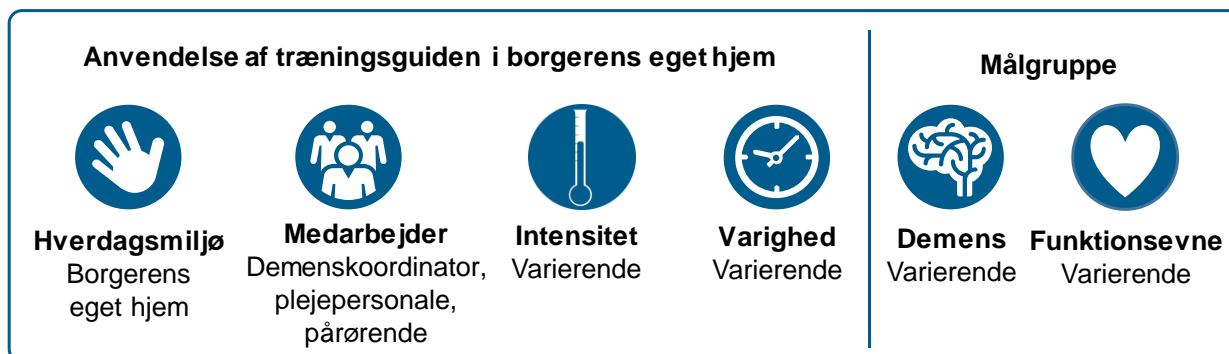 Anvendelse af træningsguiden i borgerens eget hjem
Målgruppe
Hverdagsmiljø
Borgerens
eget hjem
Medarbejder
Demenskoordinator,
plejepersonale,
pårørende
Intensitet
Varierende
Varighed
Varierende
Demens
Varierende
Funktionsevne
Varierende